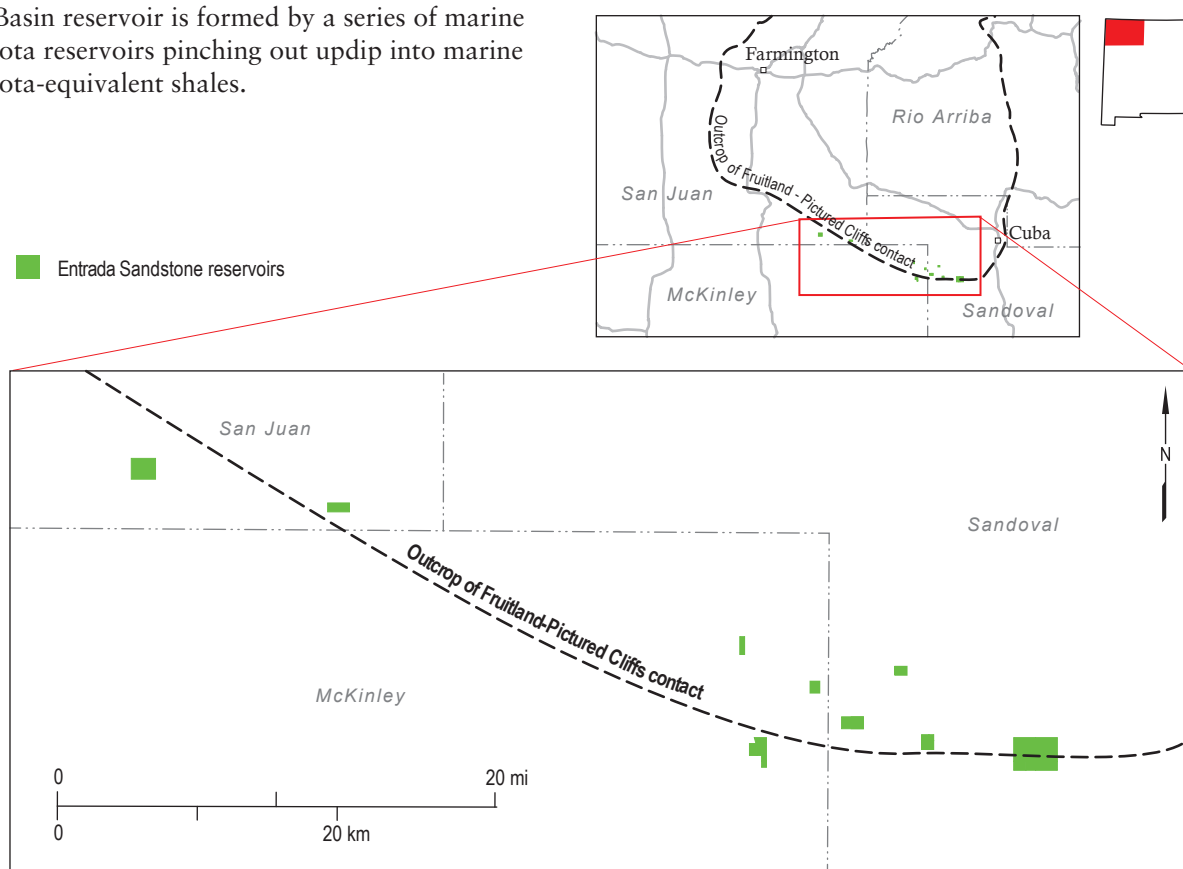 Basin reservoir is formed by a series of marine
ota reservoirs pinching out updip into marine
ota-equivalent shales.
Farmington
Rio Arriba
Outcrop of Fruitland - Pictured Cliffs contact
San Juan
Cuba
McKinley
Sandoval
Entrada Sandstone reservoirs
San Juan
N
Sandoval
Outcrop of Fruitland-Pictured Cliffs contact
McKinley
0
20 mi
0
20 km